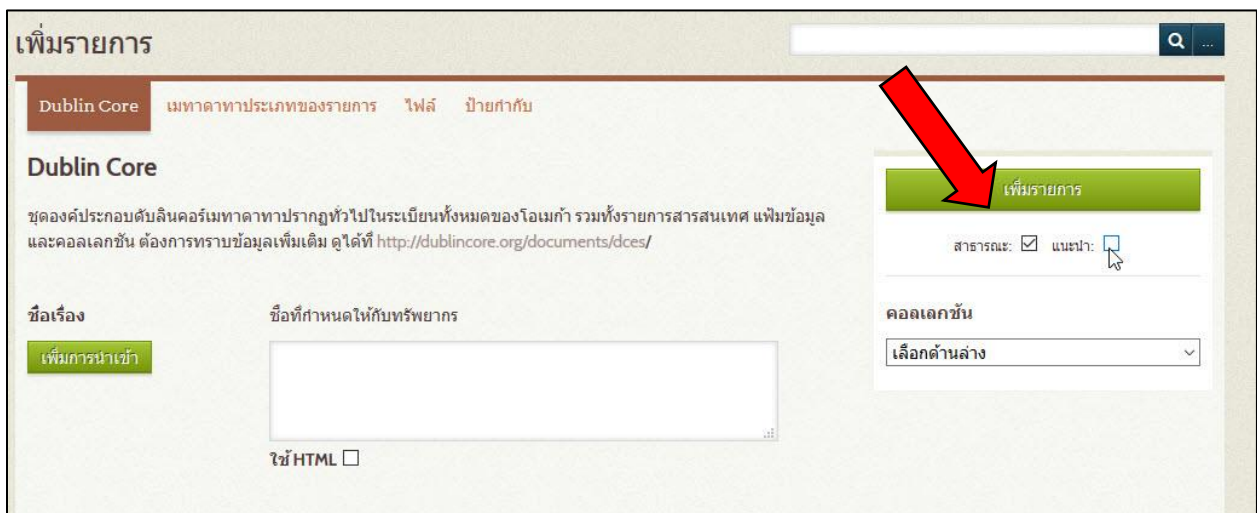 เพิ่มรายการ
...
Dublin Core เมทาดาทาประเภทของรายการ ไฟล์ ป้ายกำกับ
Dublin Core
ชุดองค์ประกอบดับลินคอร์เมทาดาทาปรากฏทั่วไปในระเบียนทั้งหมดของโอเมก้า รวมทั้งรายการสารสนเทศ แฟ้มข้อมูล
และคอลเลกชัน ต้องการทราบข้อมูลเพิ่มเติม ดูได้ที่ http://dublincore.org/documents/dces/
เพิ่มรายการ
สาธารณะ: แนะนำ:
ชื่อเรื่อง
ชื่อที่กำหนดให้กับทรัพยากร
เพิ่มการนำเข้า
ใช้ HTML
คอลเลกชัน
เลือกด้านล่าง